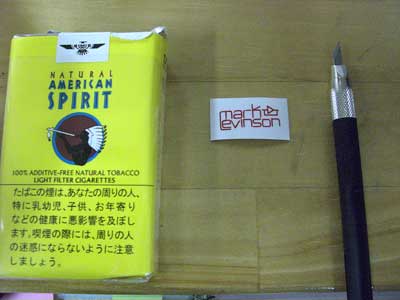 NATURAL
AMERICAN
SPIRIT
100% ADDITIVE-FREE NATURAL TOBACCO
LIGHT FILTER CIGARETTES
たばこの煙は、あなたの周りの人、
特に乳幼児、子供、お年寄り
などの健康に悪影響を及ぼし
ます。喫煙の際には、周りの人
の迷惑にならないように注意
しましょう。
mark
levinson